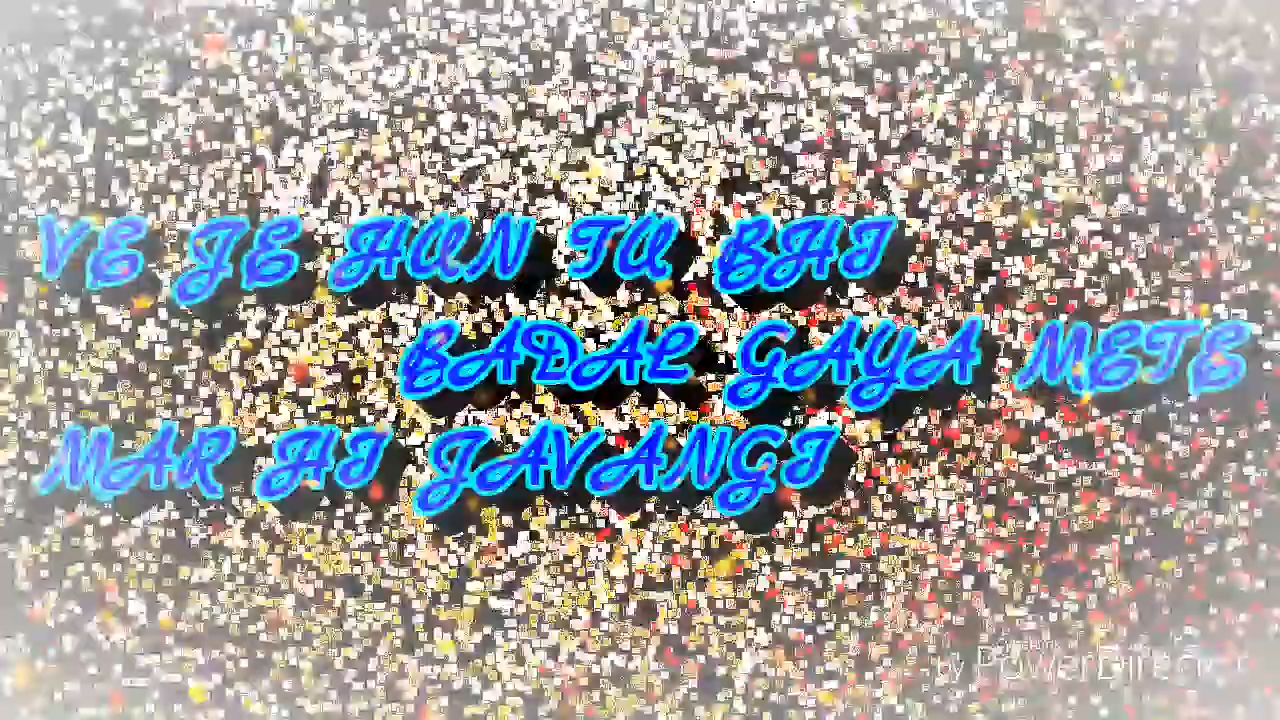 VE JE HUN TU BHI
BADAL GAYA METE
MAR HI JAVANGI
by PowerDirector